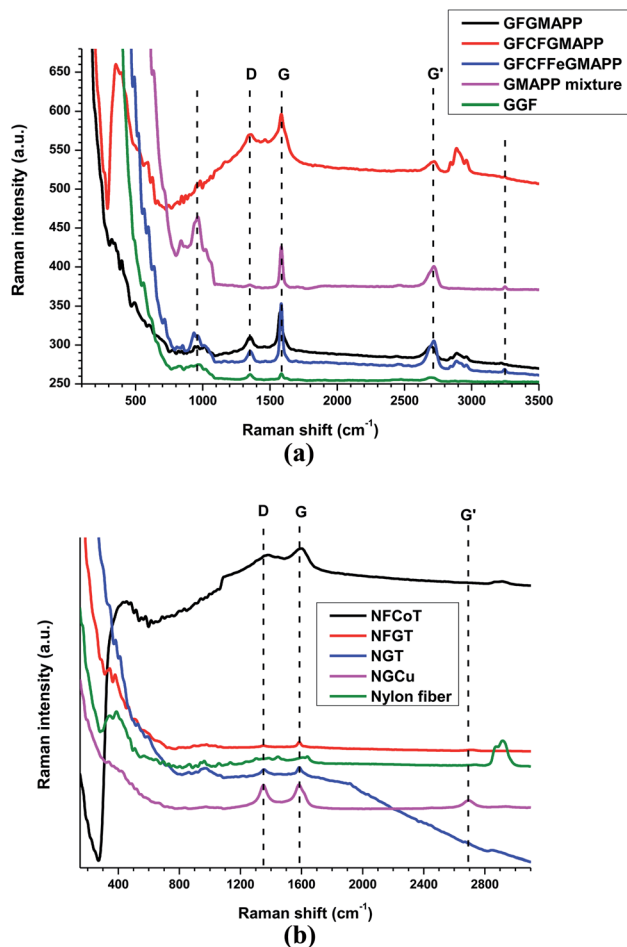 GFGMAPP
GFCFGMAPP
GFCFFeGMAPP
GMAPP mixture
GGF
D
G
G'
650
600
550
500
450
400
350
300
250
Raman intensity (a.u.)
500 1000 1500 2000 2500 3000 3500
Raman shift (cm⁻¹)
(a)
D
G
G'
NFCoT
NFGT
NGT
NGCu
Nylon fiber
Raman intensity (a.u.)
400 800 1200 1600 2000 2400 2800
Raman shift (cm⁻¹)
(b)